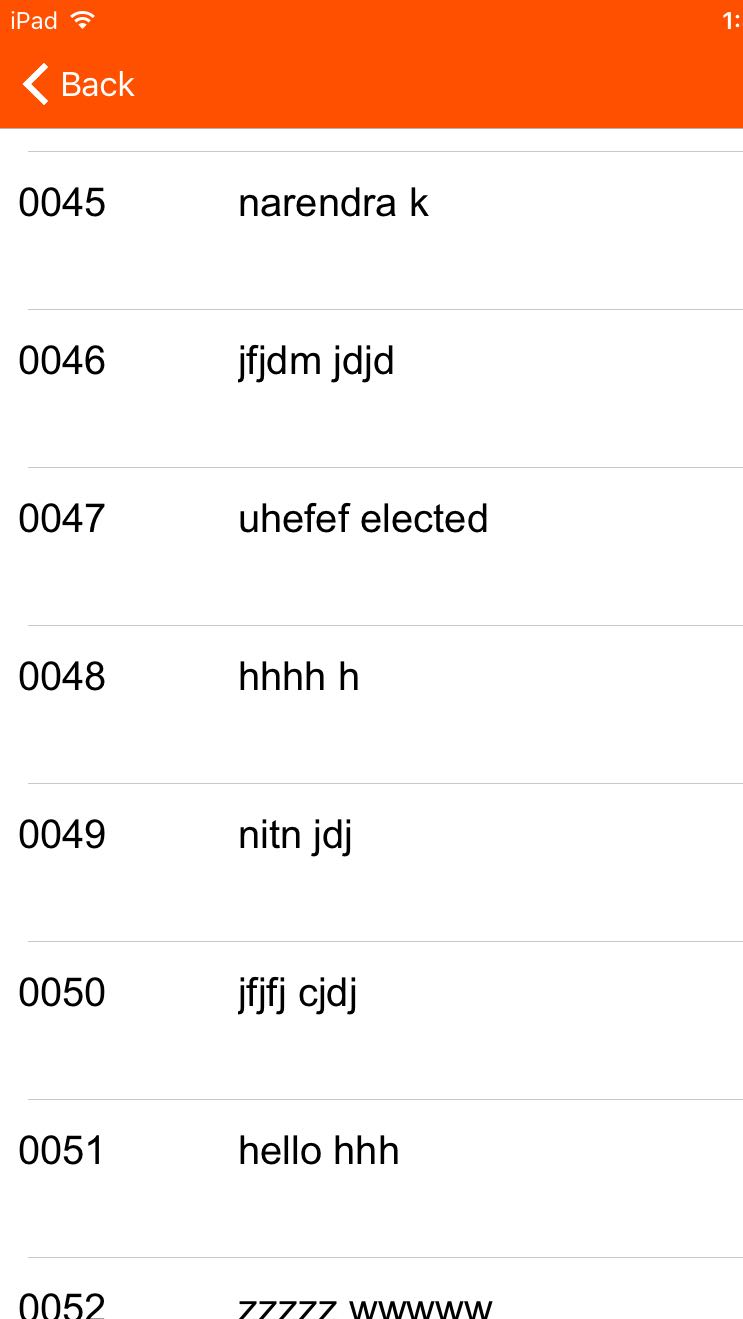 iPad
Back
0045 narendra k
0046 jfjdm jdjd
0047 uhefef elected
0048 hhhh h
0049 nitn jdj
0050 jfjfj cjdj
0051 hello hhh
0052 zzzzz wwwww